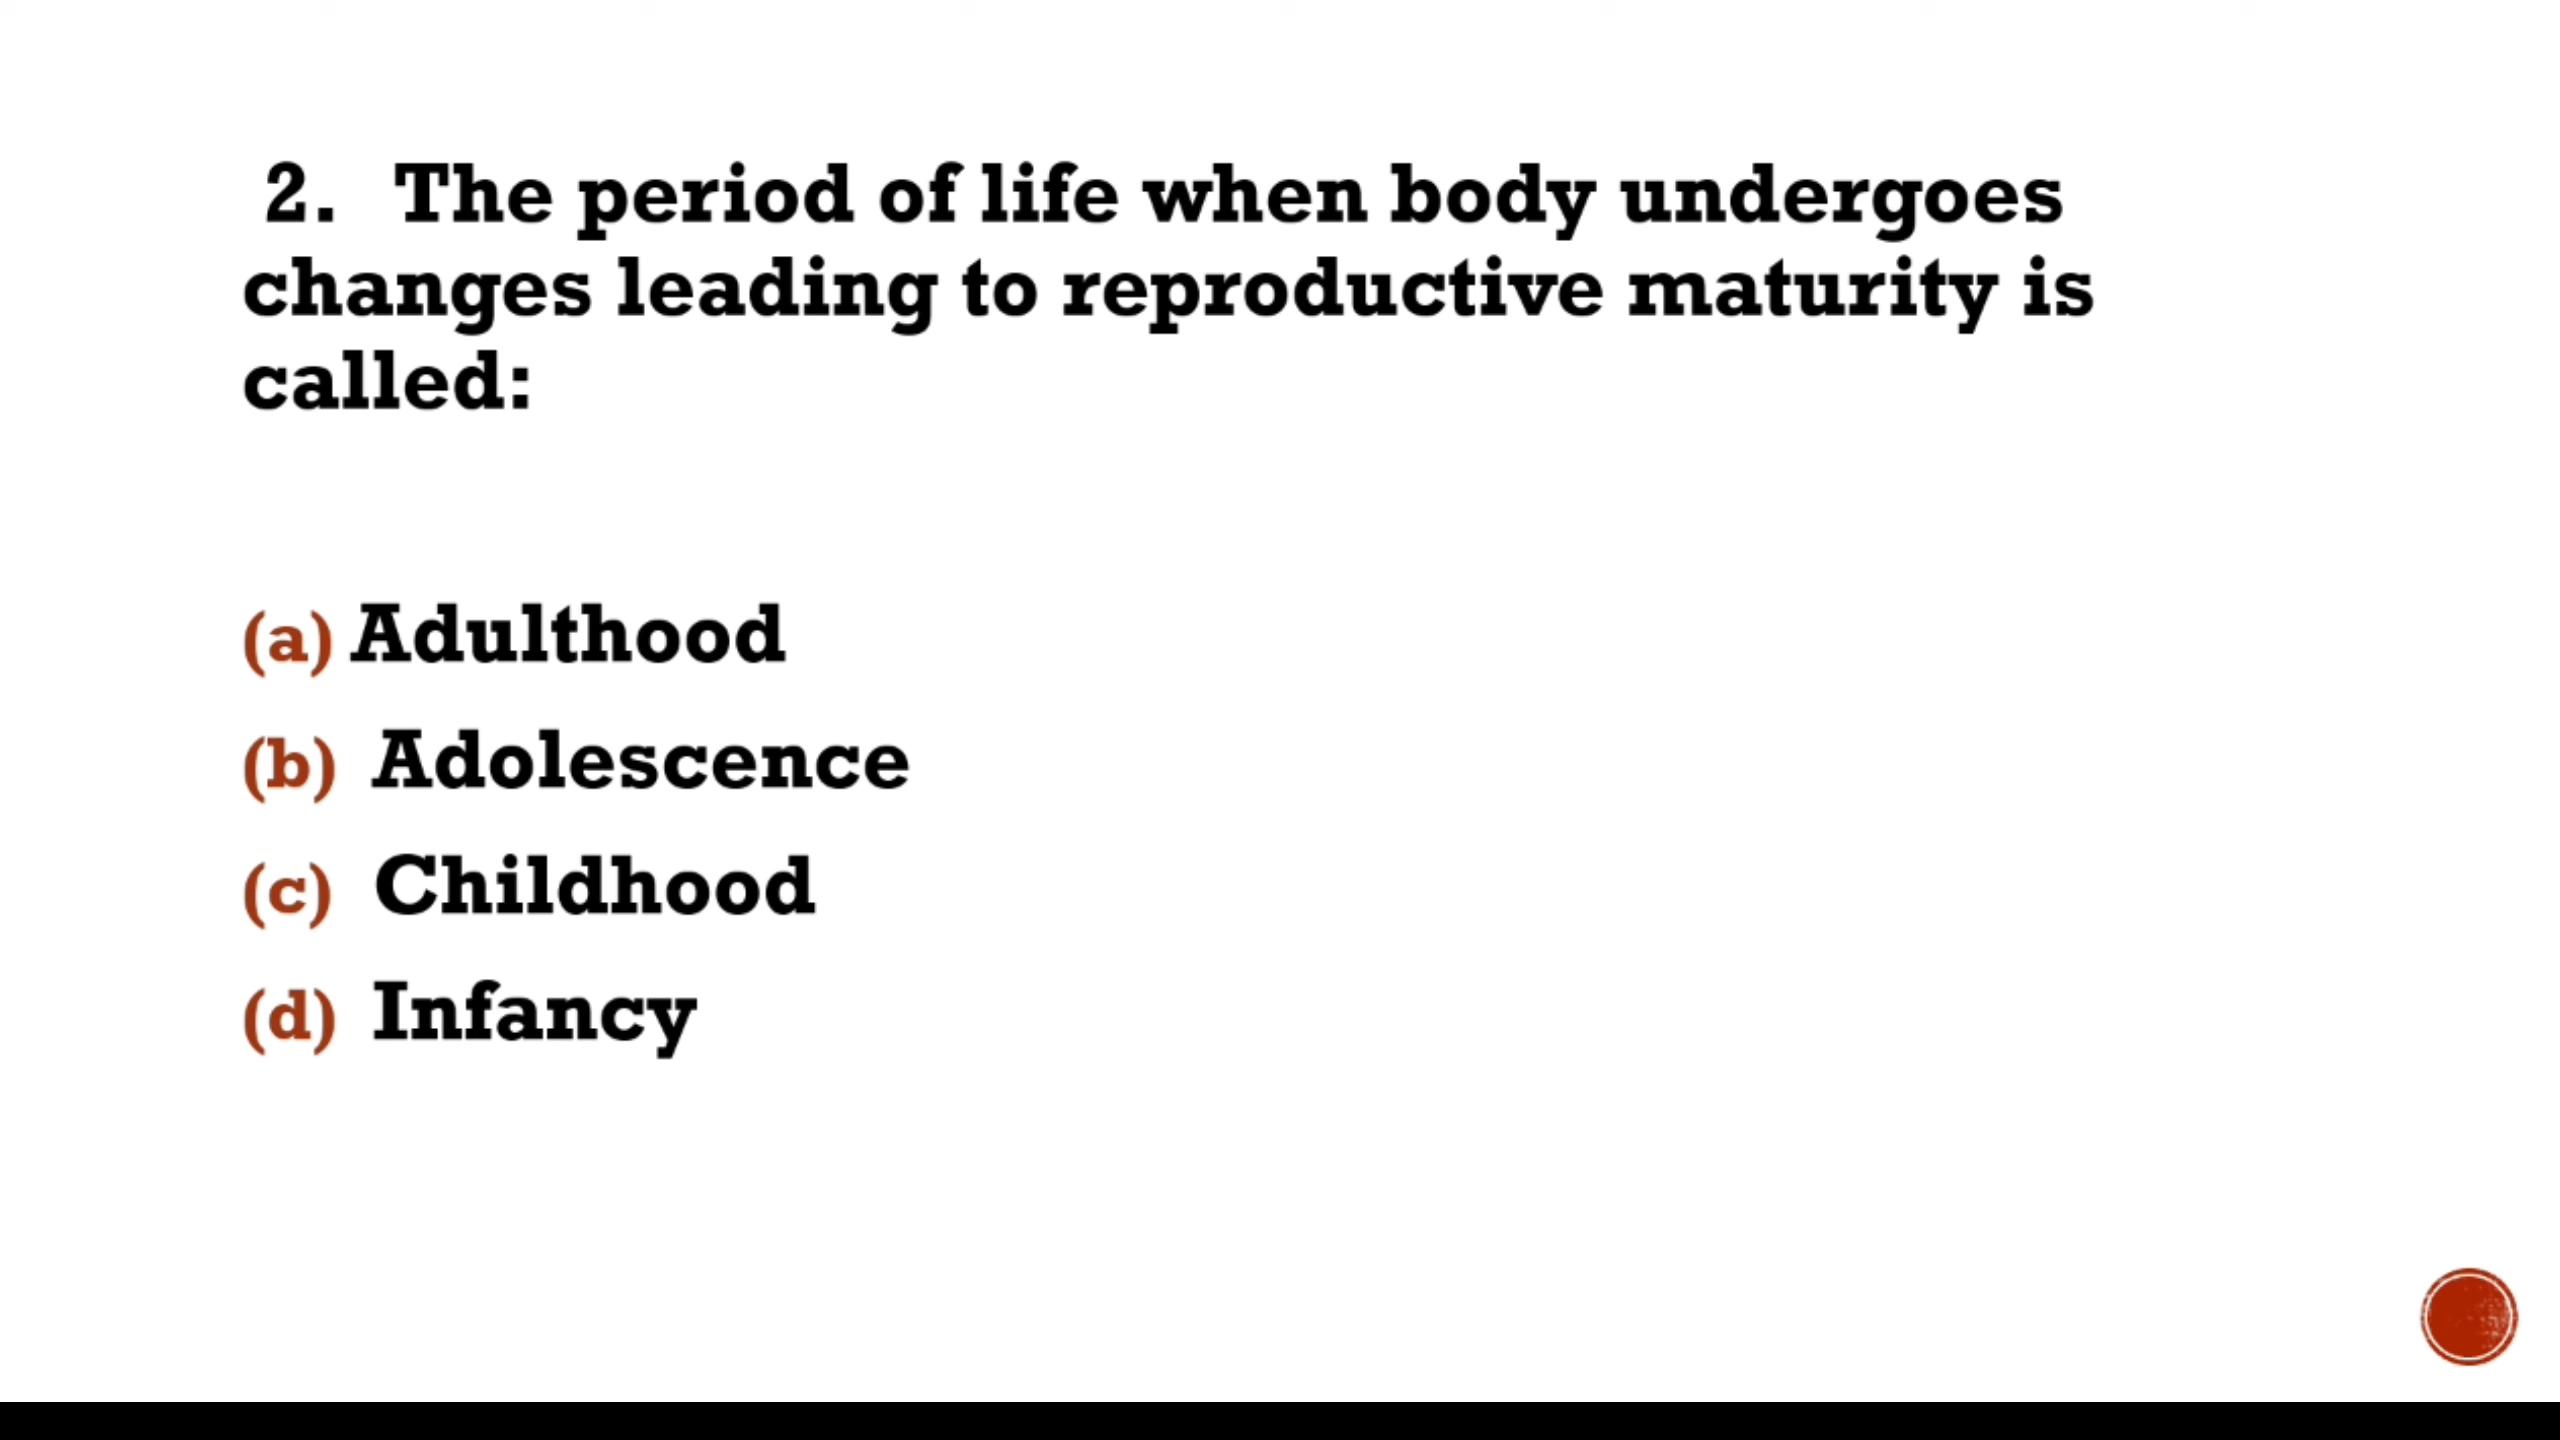 2. The period of life when body undergoes
changes leading to reproductive maturity is
called:
(a) Adulthood
(b) Adolescence
(c) Childhood
(d) Infancy